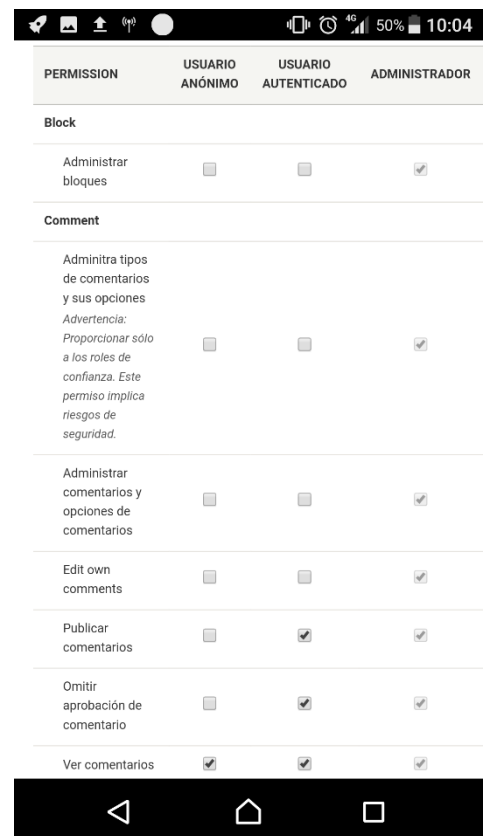 4G 50% 10:04
PERMISSION USUARIO ANÓNIMO USUARIO AUTENTICADO ADMINISTRADOR
Block
Administrar
bloques
Comment
Adminitra tipos
de comentarios
y sus opciones
Advertencia:
Proporcionar sólo
a los roles de
confianza. Este
permiso implica
riesgos de
seguridad.
Administrar
comentarios y
opciones de
comentarios
Edit own
comments
Publicar
comentarios
Omitir
aprobación de
comentario
Ver comentarios